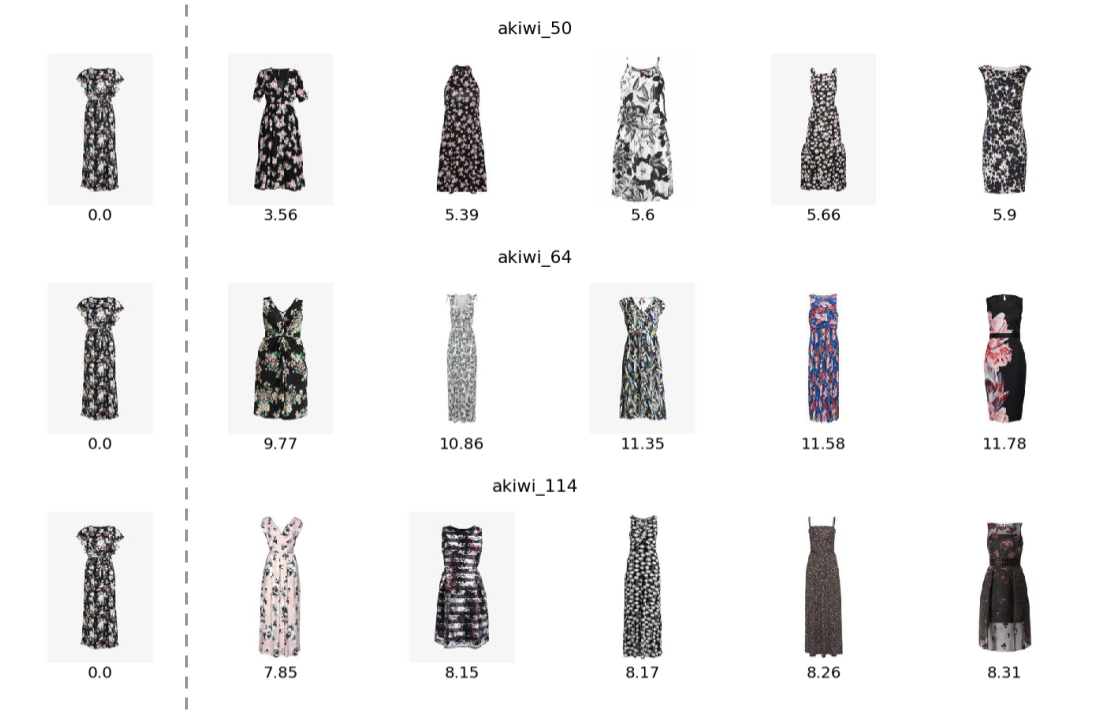 akiwi_50
0.0 3.56 5.39 5.6 5.66 5.9
akiwi_64
0.0 9.77 10.86 11.35 11.58 11.78
akiwi_114
0.0 7.85 8.15 8.17 8.26 8.31